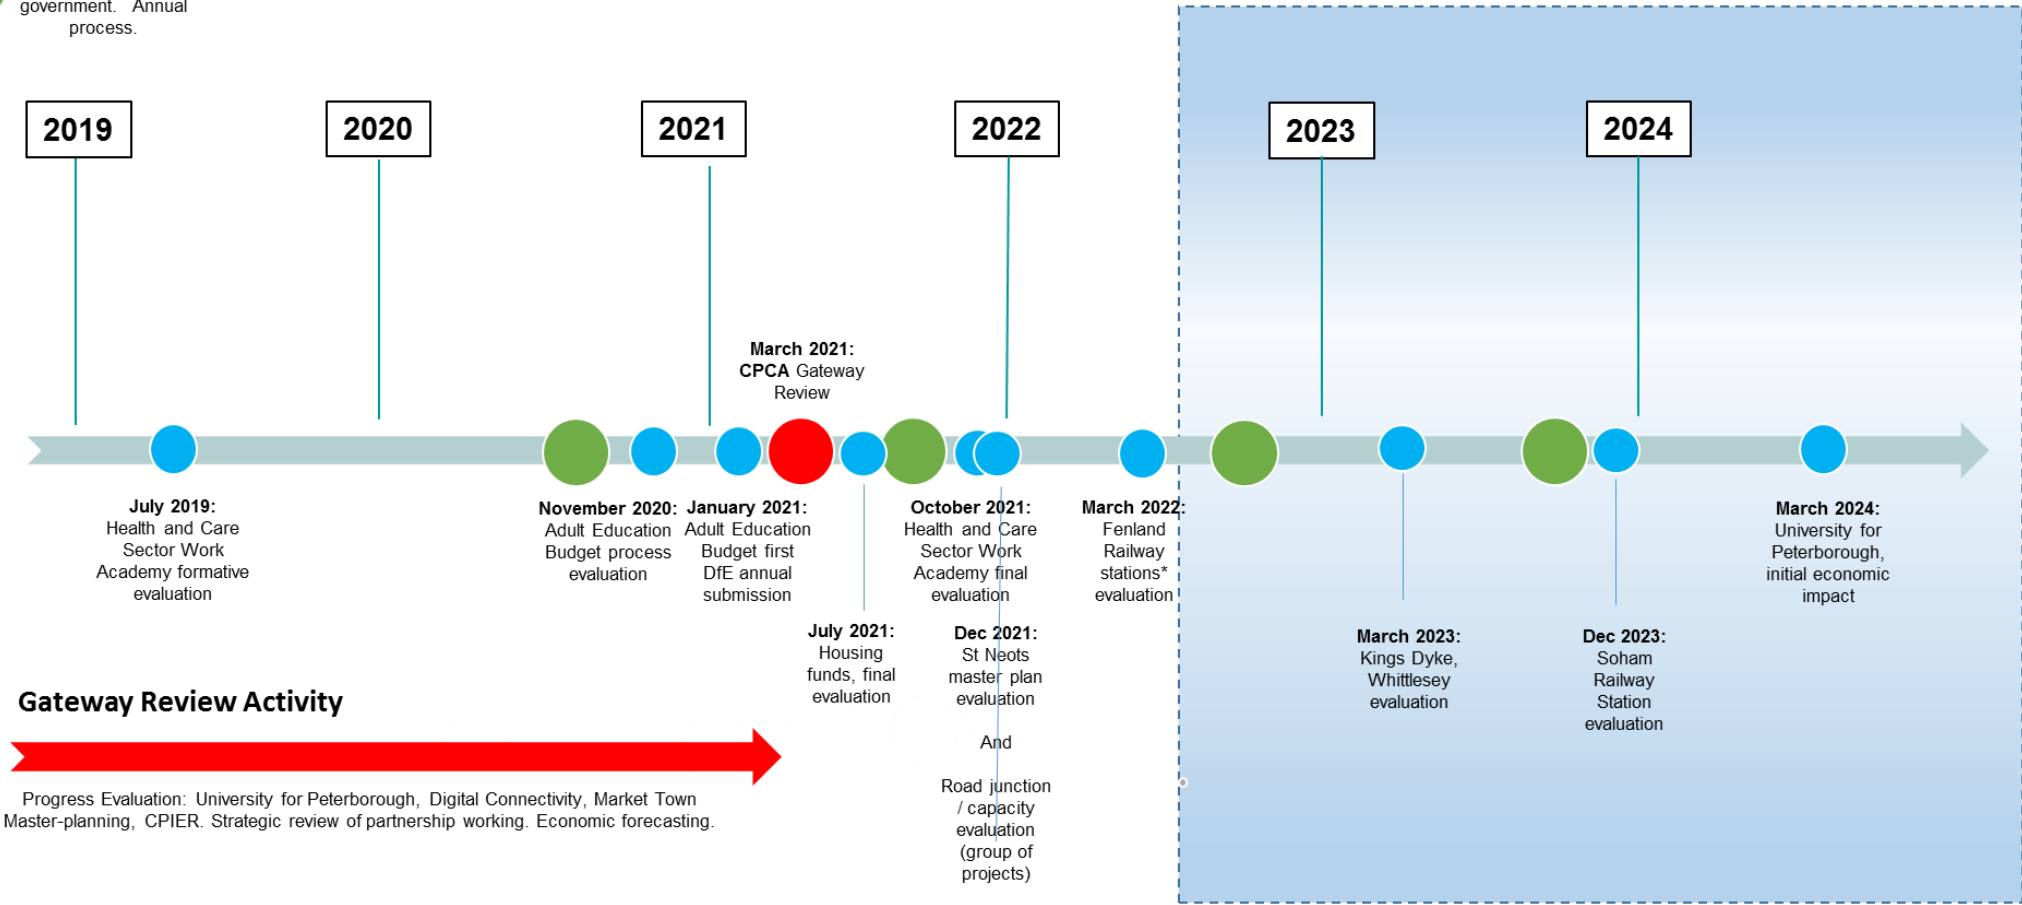 government. Annual
process.
2019
2020
2021
2022
2023
2024
March 2021:
CPCA Gateway
Review
July 2019:
Health and Care
Sector Work
Academy formative
evaluation
November 2020:
Adult Education
Budget process
evaluation
January 2021:
Adult Education
Budget first
DfE annual
submission
July 2021:
Housing
funds, final
evaluation
October 2021:
Health and Care
Sector Work
Academy final
evaluation
Dec 2021:
St Neots
master plan
evaluation
And
Road junction
/ capacity
evaluation
(group of
projects)
March 2022:
Fenland
Railway
stations*
evaluation
March 2023:
Kings Dyke,
Whittlesey
evaluation
Dec 2023:
Soham
Railway
Station
evaluation
March 2024:
University for
Peterborough,
initial economic
impact
Gateway Review Activity
Progress Evaluation: University for Peterborough, Digital Connectivity, Market Town
Master-planning, CPIER. Strategic review of partnership working. Economic forecasting.